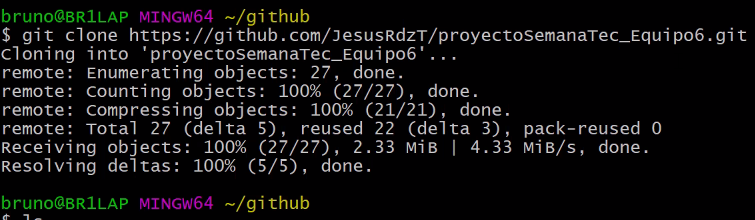 bruno@BR1LAP MINGW64 ~/github
$ git clone https://github.com/JesusRdzT/proyectoSemanaTec_Equipo6.git
Cloning into 'proyectoSemanaTec_Equipo6'...
remote: Enumerating objects: 27, done.
remote: Counting objects: 100% (27/27), done.
remote: Compressing objects: 100% (21/21), done.
remote: Total 27 (delta 5), reused 22 (delta 3), pack-reused 0
Receiving objects: 100% (27/27), 2.33 MiB | 4.33 MiB/s, done.
Resolving deltas: 100% (5/5), done.
bruno@BR1LAP MINGW64 ~/github